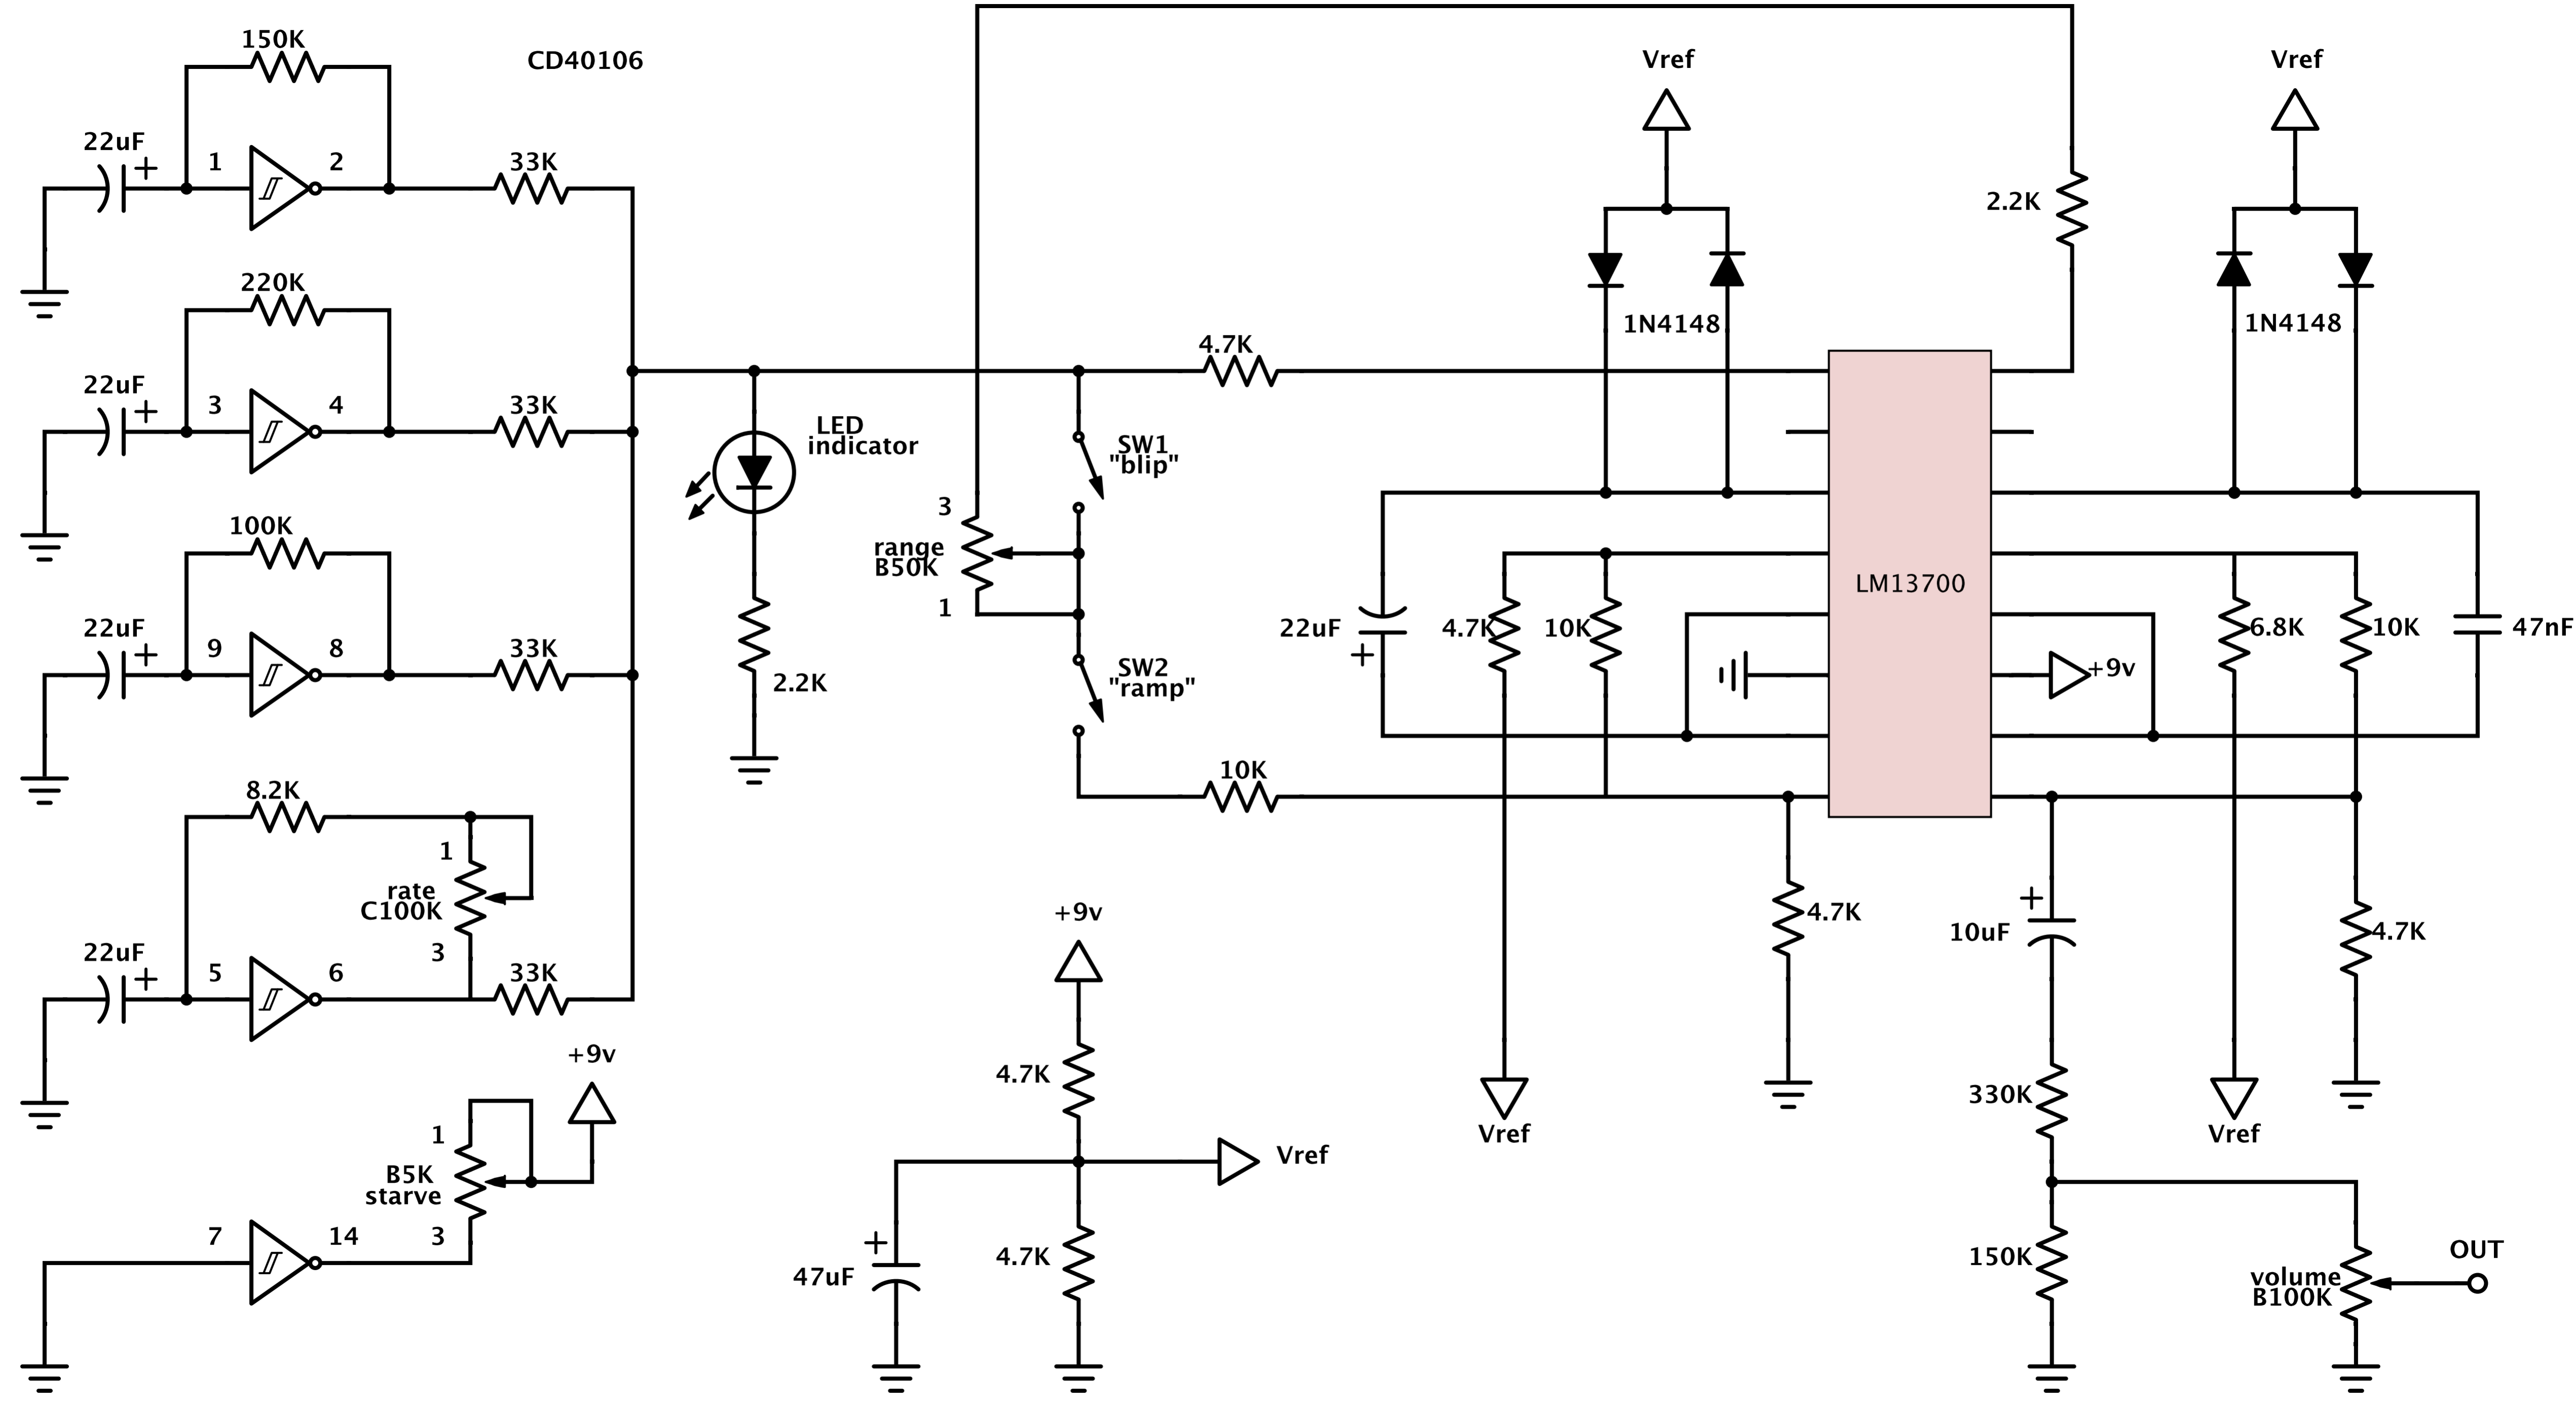 150K
CD40106
22uF
1
2
33K
220K
22uF
3
4
33K
100K
22uF
9
8
33K
8.2K
1
rate
C100K
3
22uF
5
6
33K
+9v
1
B5K
starve
3
7
14
LED
indicator
2.2K
SW1
"blip"
3
range
B50K
1
SW2
"ramp"
4.7K
10K
+9v
4.7K
Vref
4.7K
47uF
Vref
1N4148
2.2K
Vref
1N4148
LM13700
22uF
4.7K
10K
+9v
6.8K
10K
47nF
4.7K
10uF
4.7K
Vref
330K
Vref
150K
volume
B100K
OUT
+
+
+
+
+
+
+